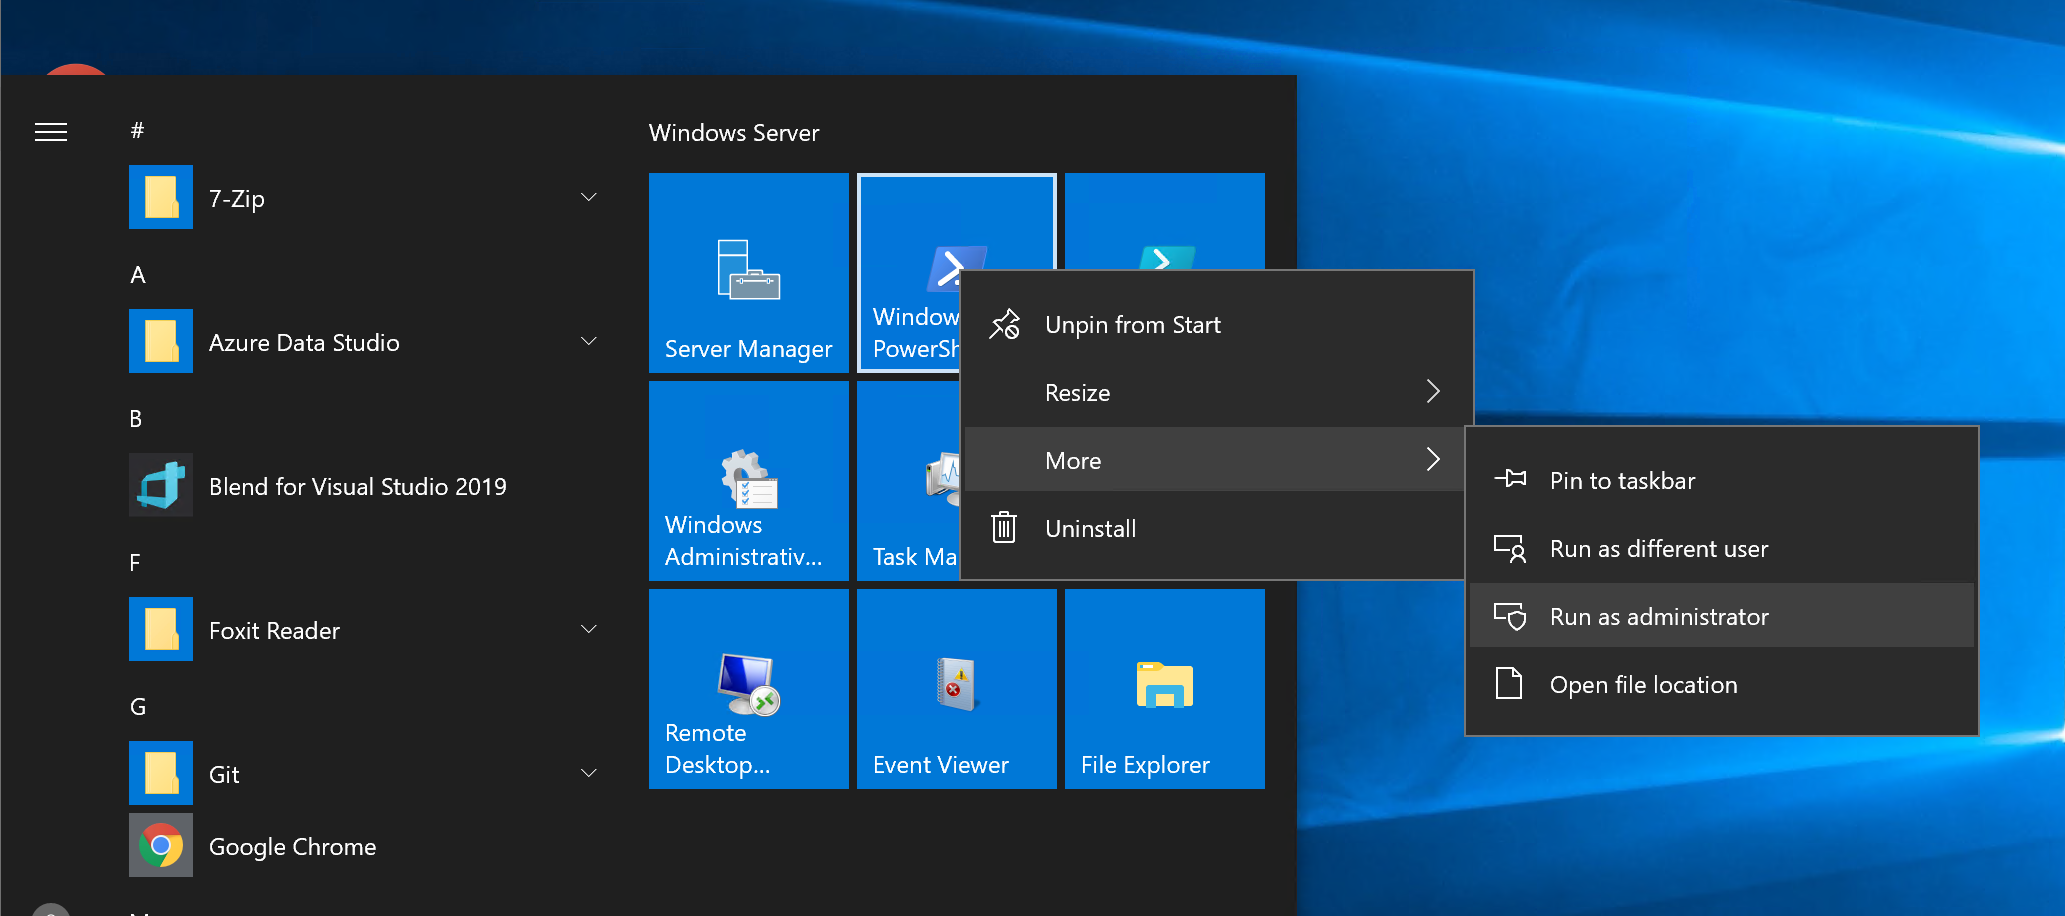 #
7-Zip
A
Azure Data Studio
B
Blend for Visual Studio 2019
F
Foxit Reader
G
Git
Google Chrome
Windows Server
Server Manager
Window
PowerSh
Windows
Administrativ...
Task Ma
Remote
Desktop...
Event Viewer
File Explorer
Unpin from Start
Resize
More
Uninstall
Pin to taskbar
Run as different user
Run as administrator
Open file location